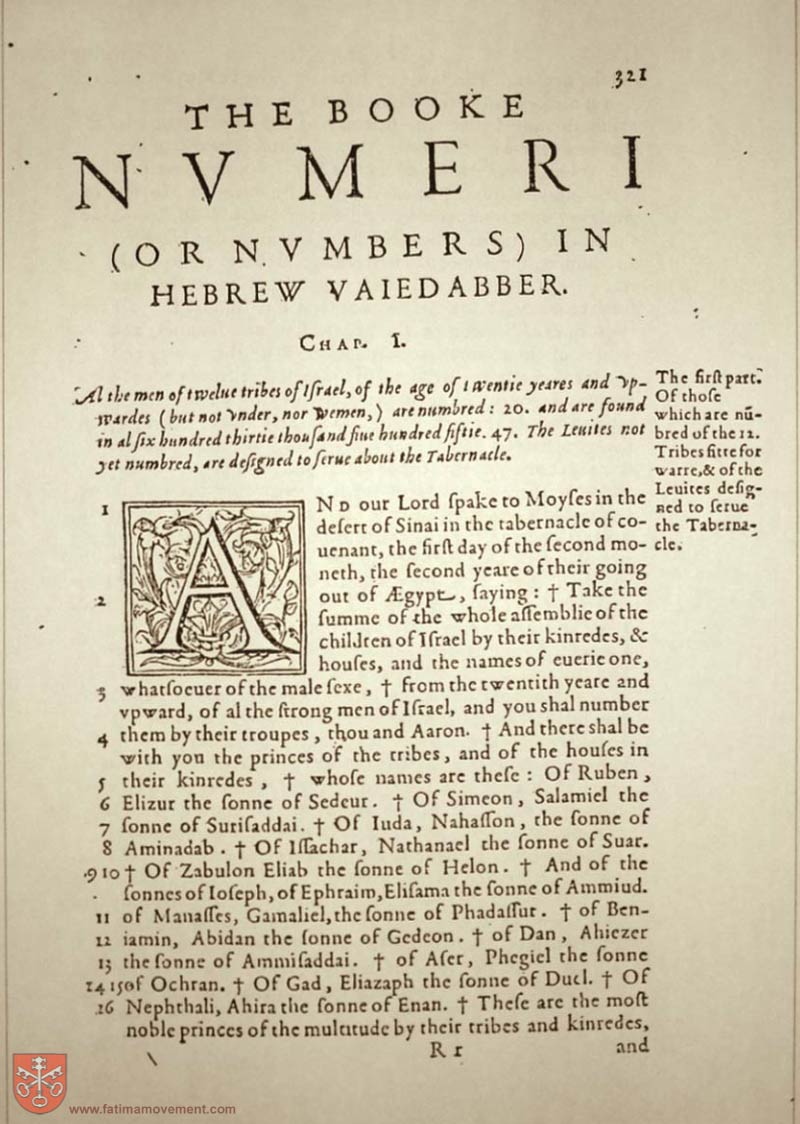 321
THE BOOKE
NVMERI
(OR NVMBERS) IN
HEBREW VAIEDABBER.
CHAP. I.
Al the men of twelue tribes of Iſrael, of the age of twentie yeares and vp-
wardes (but not vnder, nor wemen,) are numbred: 20. and are found
in al ſix hundred thirtie thouſand fiue hundred fiftie. 47. The Leuites not
yet numbred, are deſigned to ſerue about the Tabernacle.
The firſt part.
Of thoſe
which are nū-
bred of the 12.
Tribes fitte for
warre, & of the
Leuites deſig-
ned to ſerue
the Taberna-
cle.
1 AND our Lord ſpake to Moyſes in the
deſert of Sinai in the tabernacle of co-
uenant, the firſt day of the ſecond mo-
neth, the ſecond yeare of their going
2 out of Ægypt, ſaying: † Take the
ſumme of the whole aſſemblie of the
children of Iſrael by their kinredes, &
houſes, and the names of euerie one,
3 whatſoeuer of the male ſexe, † from the twentith yeare and
vpward, of al the ſtrong men of Iſrael, and you shal number
4 them by their troupes, thou and Aaron. † And there shal be
with you the princes of the tribes, and of the houſes in
5 their kinredes, † whoſe names are theſe: Of Ruben,
6 Elizur the ſonne of Sedeur. † Of Simeon, Salamiel the
7 ſonne of Suriſaddai. † Of Iuda, Nahaſſon, the ſonne of
8 Aminadab. † Of Iſſachar, Nathanael the ſonne of Suar.
9 10 † Of Zabulon Eliab the ſonne of Helon. † And of the
ſonnes of Ioſeph, of Ephraim, Eliſama the ſonne of Ammiud.
11 of Manaſſes, Gamaliel, the ſonne of Phadaſſur. † of Ben-
12 iamin, Abidan the ſonne of Gedeon. † of Dan, Ahiezer
13 the ſonne of Ammiſaddai. † of Aſer, Phegiel the ſonne
14 15 of Ochran. † Of Gad, Eliazaph the ſonne of Duel. † Of
16 Nephthali, Ahira the ſonne of Enan. † Theſe are the moſt
noble princes of the multitude by their tribes and kinredes,
Rr and
www.fatimamovement.com